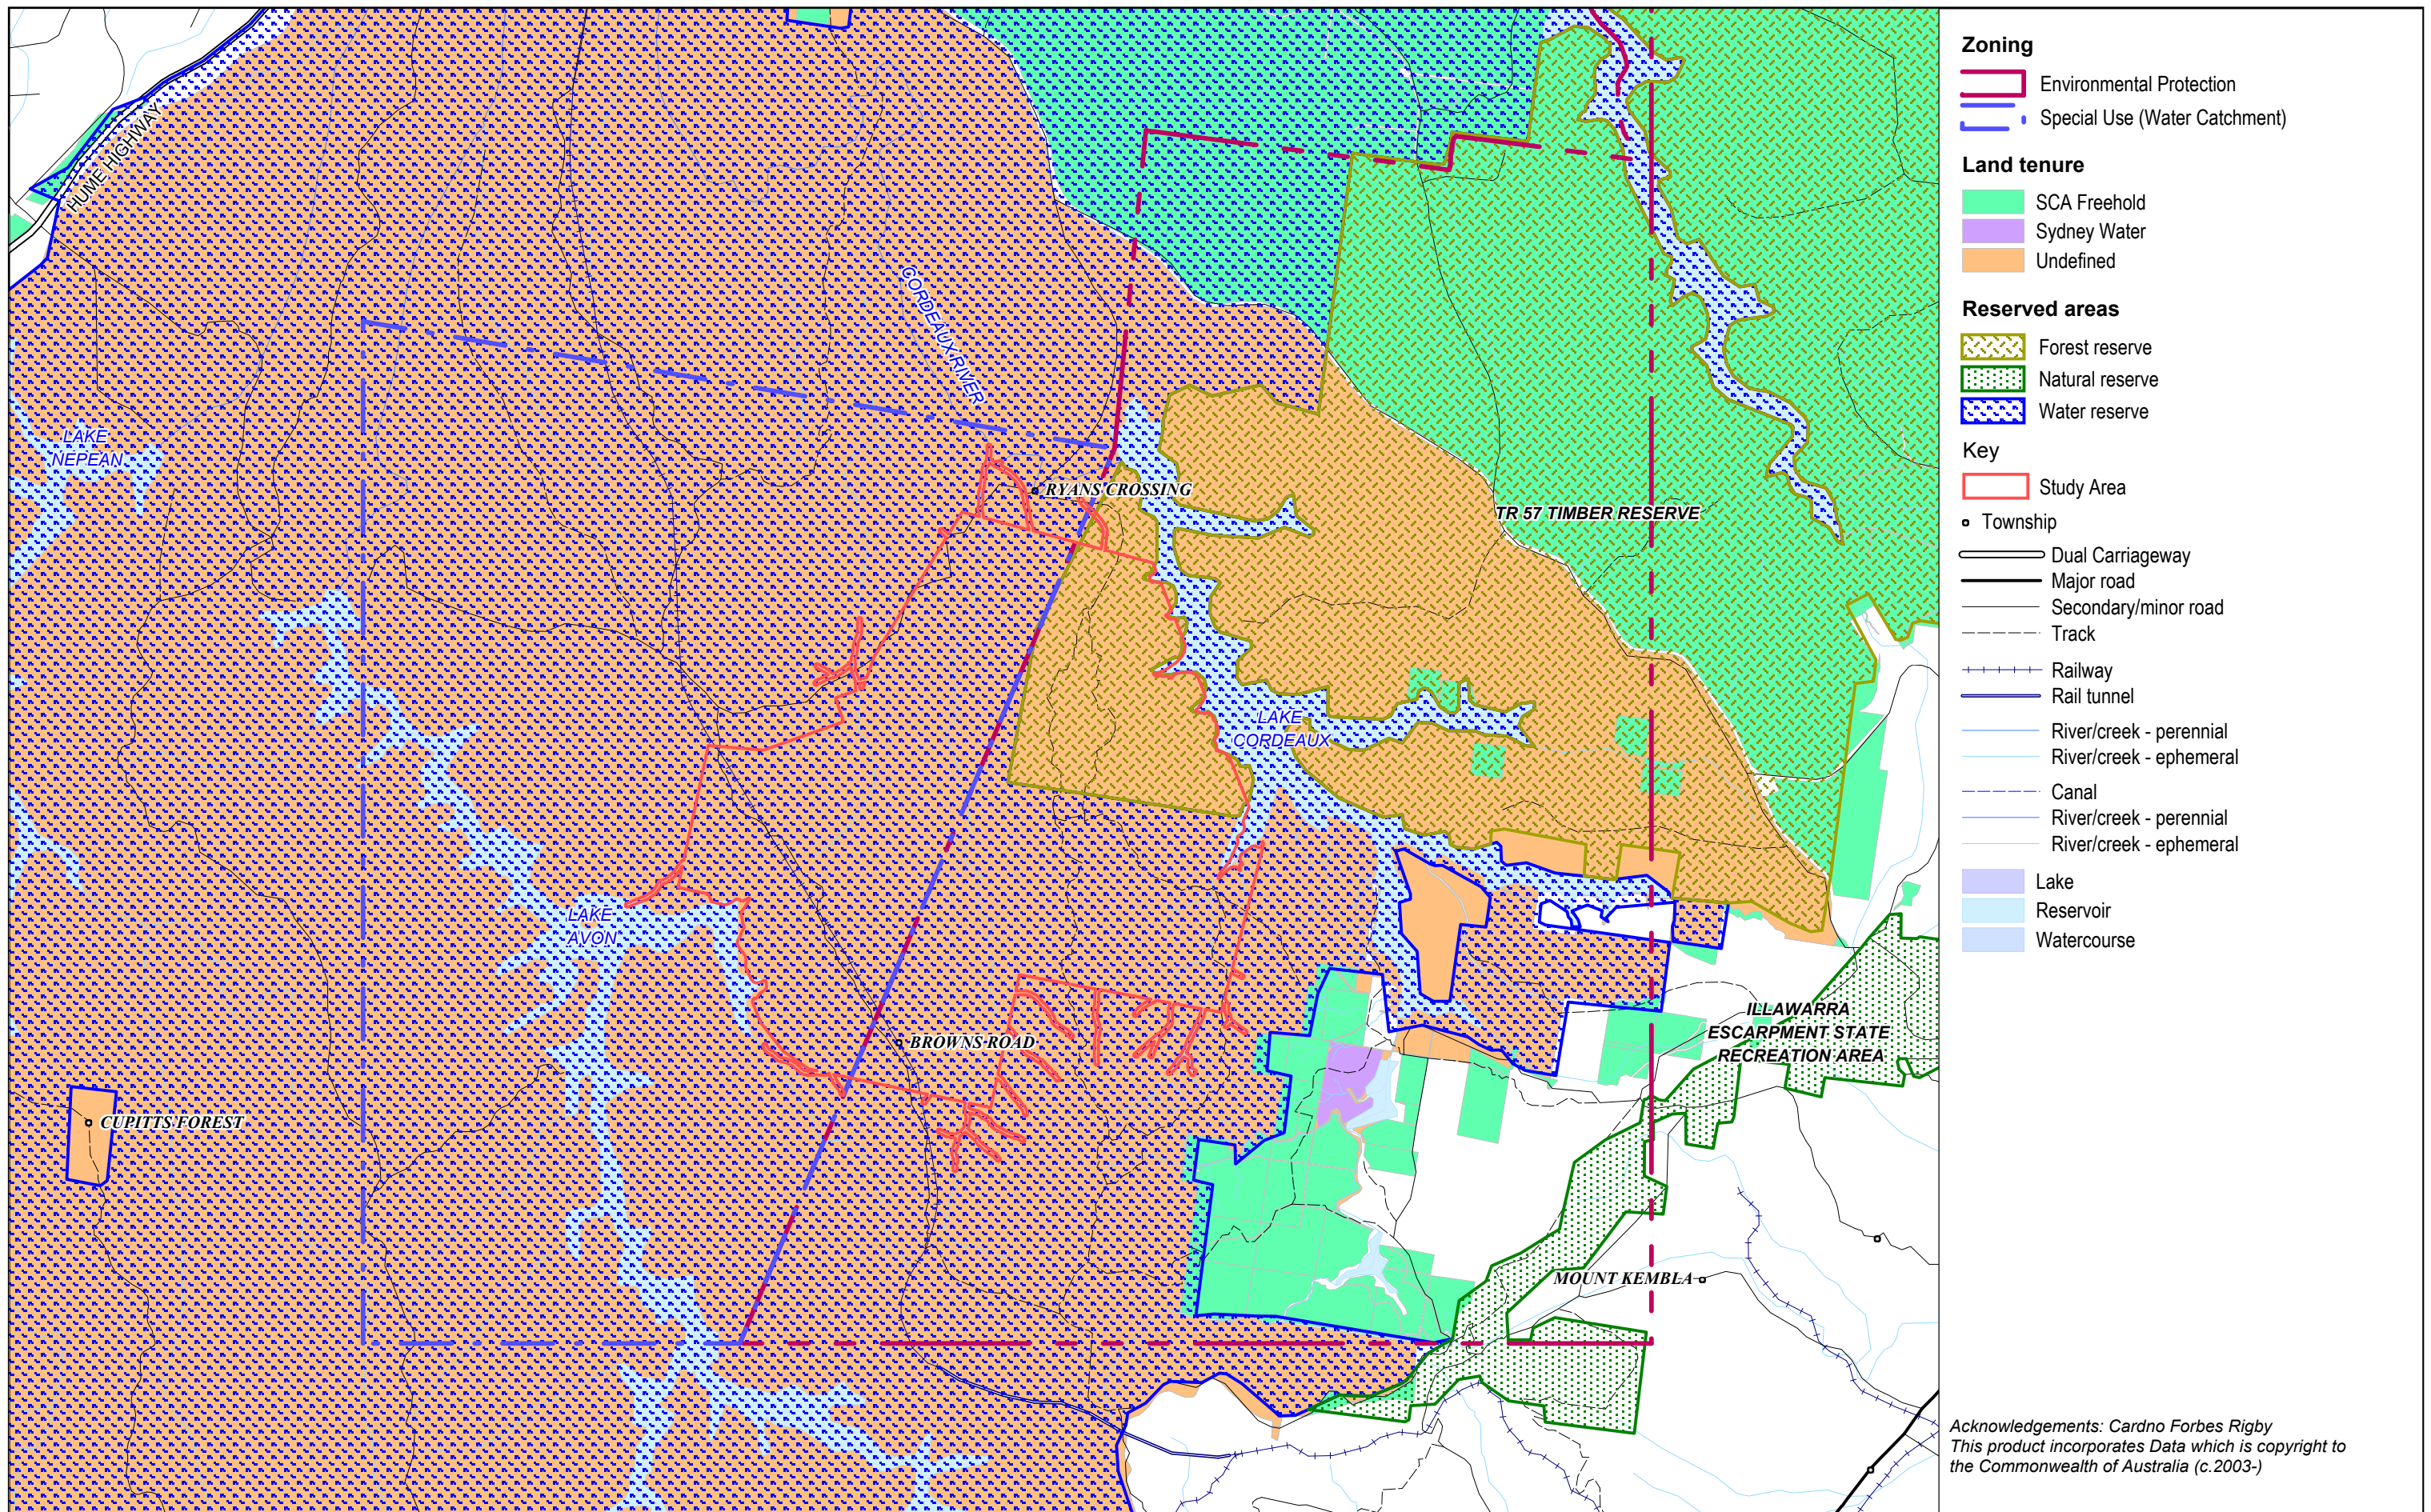 HUME HIGHWAY
CORDEAUX RIVER
LAKE
NEPEAN
RYANS CROSSING
TR 57 TIMBER RESERVE
LAKE
CORDEAUX
LAKE
AVON
ILLAWARRA
ESCARPMENT STATE
RECREATION AREA
BROWNS ROAD
CUPITTS FOREST
MOUNT KEMBLA
Zoning
Environmental Protection
Special Use (Water Catchment)
Land tenure
SCA Freehold
Sydney Water
Undefined
Reserved areas
Forest reserve
Natural reserve
Water reserve
Key
Study Area
Township
Dual Carriageway
Major road
Secondary/minor road
Track
Railway
Rail tunnel
River/creek - perennial
River/creek - ephemeral
Canal
River/creek - perennial
River/creek - ephemeral
Lake
Reservoir
Watercourse
Acknowledgements: Cardno Forbes Rigby
This product incorporates Data which is copyright to
the Commonwealth of Australia (c.2003-)